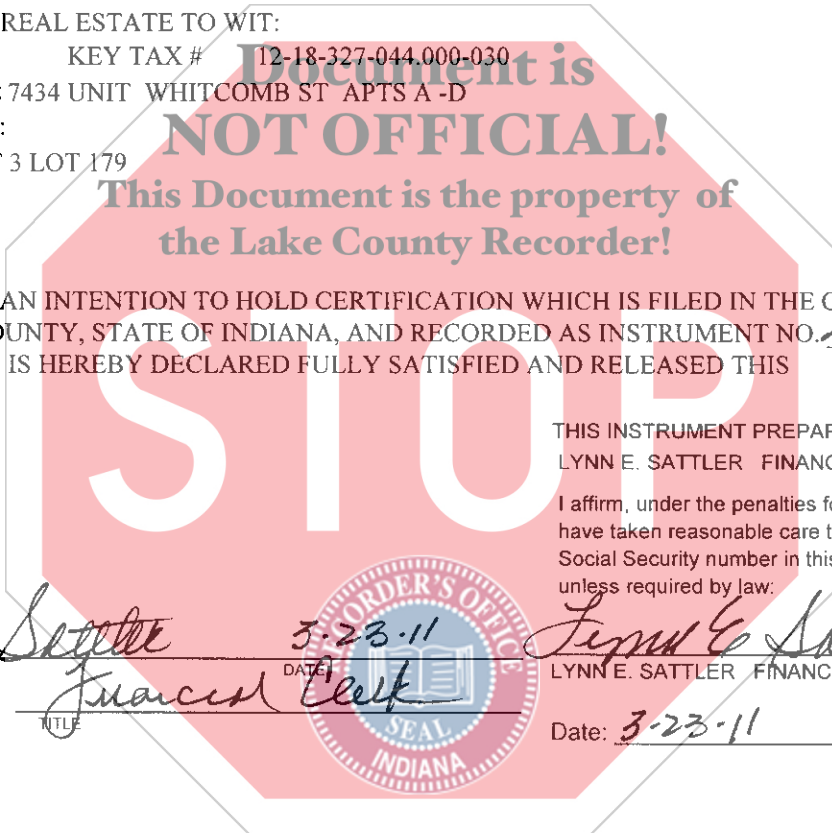 REAL ESTATE TO WIT:
KEY TAX # 12-18-327-044.000-030
Document is
: 7434 UNIT WHITCOMB ST APTS A -D
:
NOT OFFICIAL!
3 LOT 179
This Document is the property of
the Lake County Recorder!
AN INTENTION TO HOLD CERTIFICATION WHICH IS FILED IN THE
OUNTY, STATE OF INDIANA, AND RECORDED AS INSTRUMENT NO.
IS HEREBY DECLARED FULLY SATISFIED AND RELEASED THIS
STOP
THIS INSTRUMENT PREPAR
LYNN E. SATTLER FINANC
I affirm, under the penalties fo
have taken reasonable care t
Social Security number in this
unless required by law:
Sattler 3-23-11
DATE
Financial Clerk
TITLE
RECORDER'S OFFICE
SEAL
INDIANA
Lynn E Sa
LYNN E. SATTLER FINANC
Date: 3-23-11